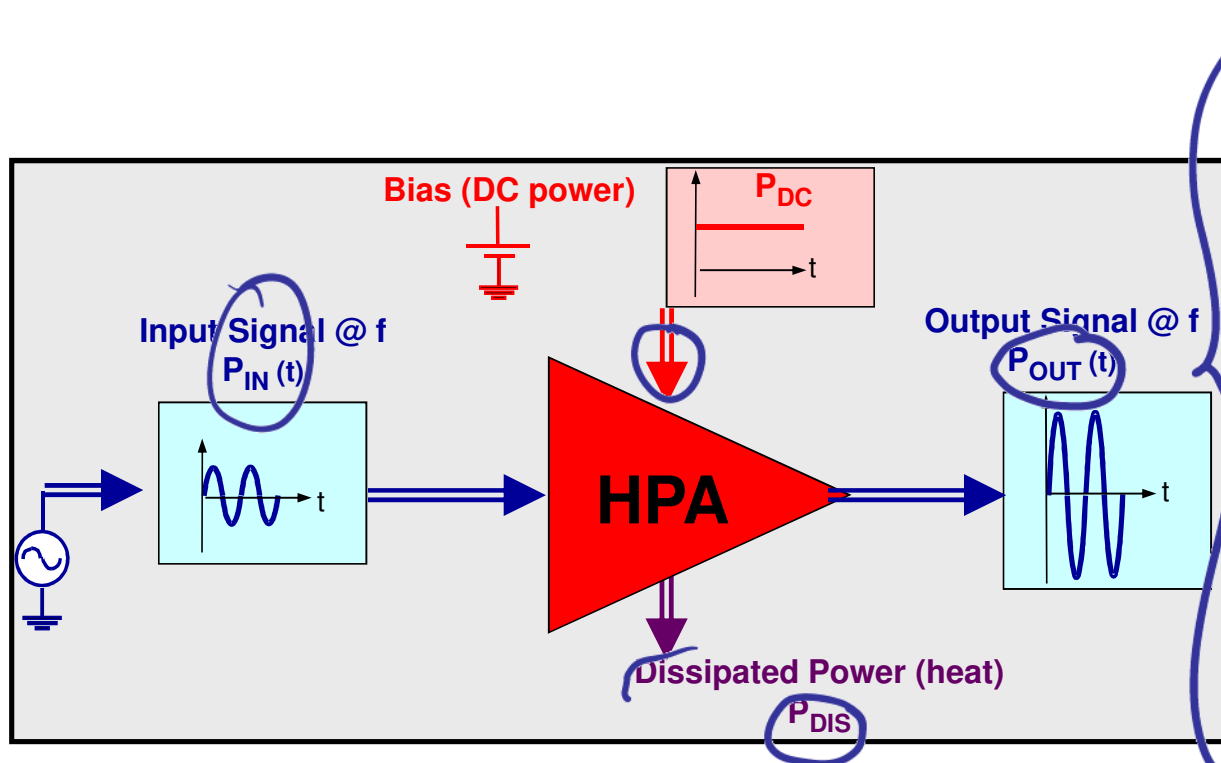 Bias (DC power)
PDC
t
Input Signal @ f
PIN (t)
t
HPA
Output Signal @ f
POUT (t)
t
Dissipated Power (heat)
PDIS